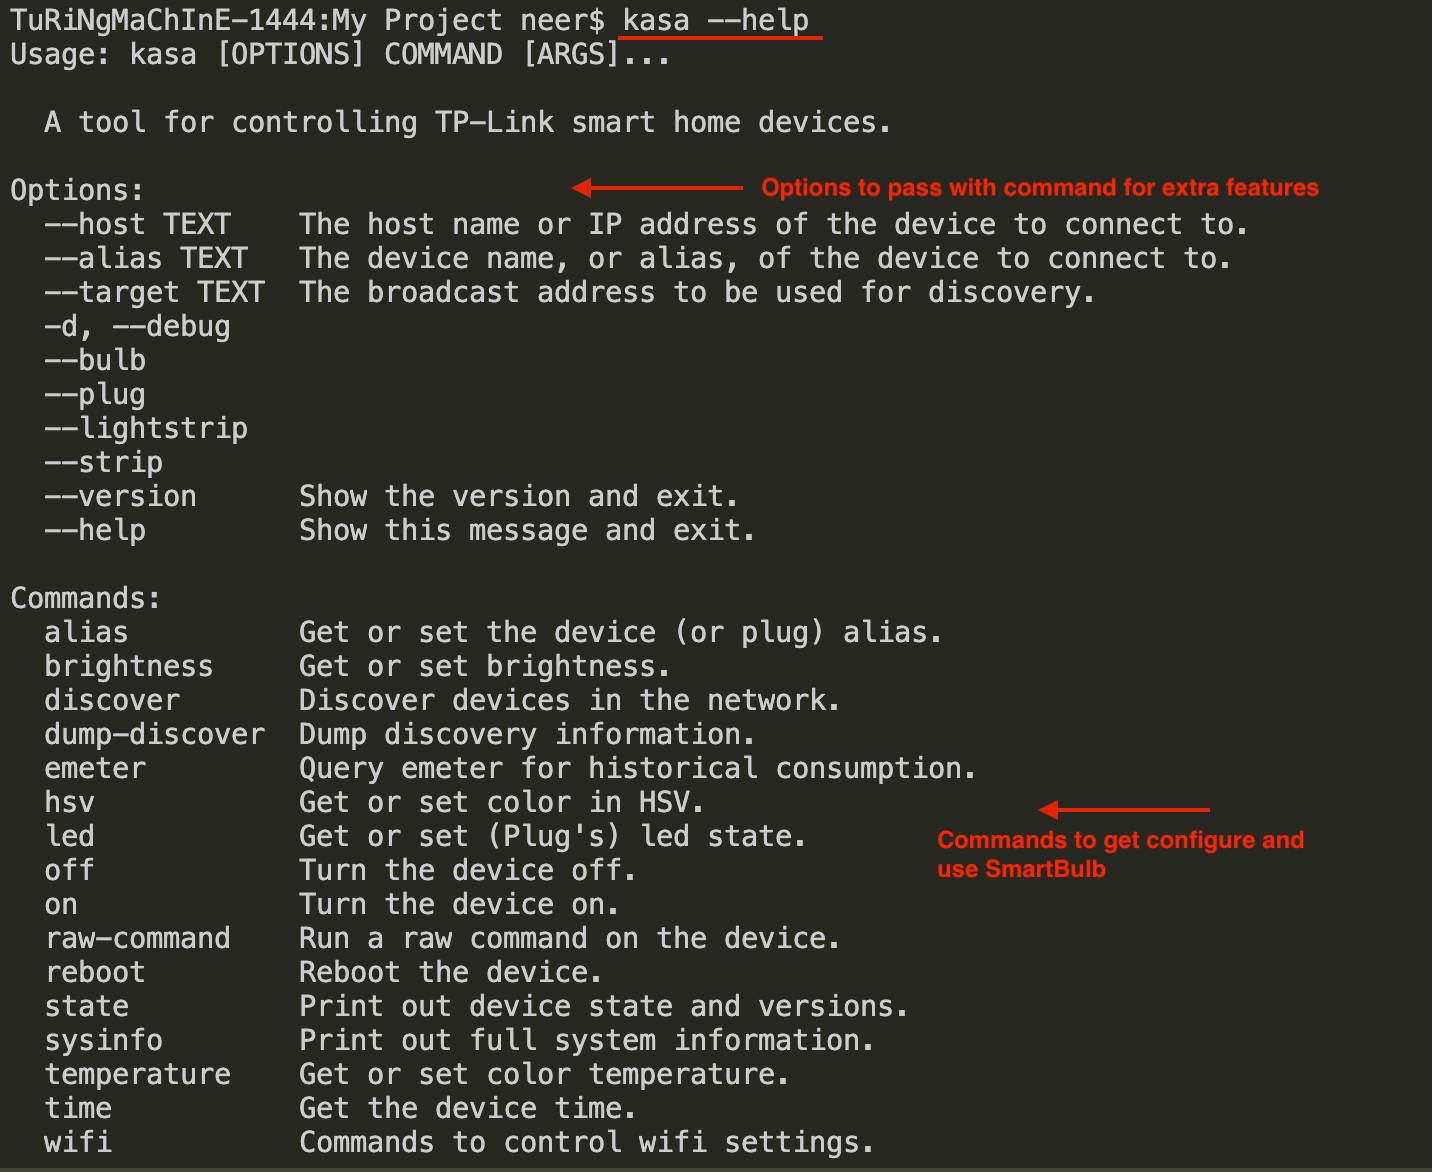 TuRiNgMaChInE-1444:My Project neer$ kasa --help
Usage: kasa [OPTIONS] COMMAND [ARGS]...
A tool for controlling TP-Link smart home devices.
Options:
Options to pass with command for extra features
--host TEXT The host name or IP address of the device to connect to.
--alias TEXT The device name, or alias, of the device to connect to.
--target TEXT The broadcast address to be used for discovery.
-d, --debug
--bulb
--plug
--lightstrip
--strip
--version Show the version and exit.
--help Show this message and exit.
Commands:
alias Get or set the device (or plug) alias.
brightness Get or set brightness.
discover Discover devices in the network.
dump-discover Dump discovery information.
emeter Query emeter for historical consumption.
hsv Get or set color in HSV.
led Get or set (Plug's) led state.
Commands to get configure and
use SmartBulb
off Turn the device off.
on Turn the device on.
raw-command Run a raw command on the device.
reboot Reboot the device.
state Print out device state and versions.
sysinfo Print out full system information.
temperature Get or set color temperature.
time Get the device time.
wifi Commands to control wifi settings.